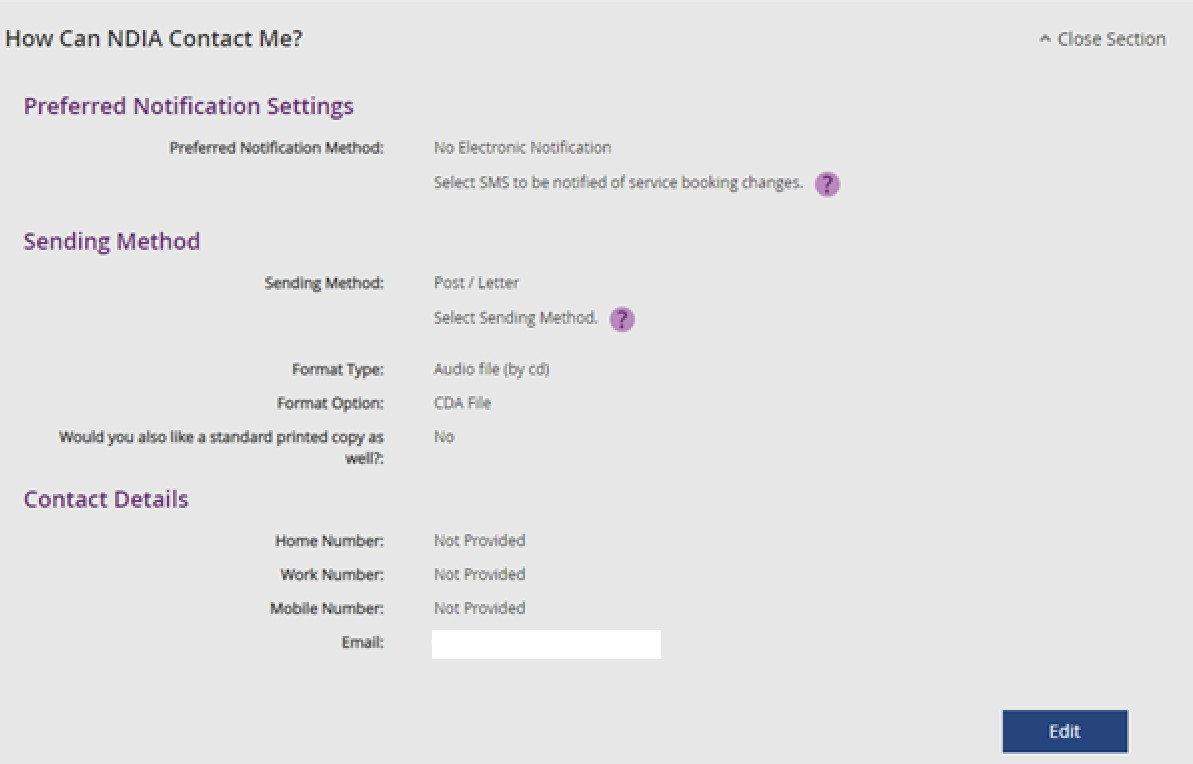 How Can NDIA Contact Me?
^ Close Section
Preferred Notification Settings
Preferred Notification Method: No Electronic Notification
Select SMS to be notified of service booking changes. ?
Sending Method
Sending Method: Post / Letter
Select Sending Method. ?
Format Type: Audio file (by cd)
Format Option: CDA File
Would you also like a standard printed copy as No
well?:
Contact Details
Home Number: Not Provided
Work Number: Not Provided
Mobile Number: Not Provided
Email:
Edit